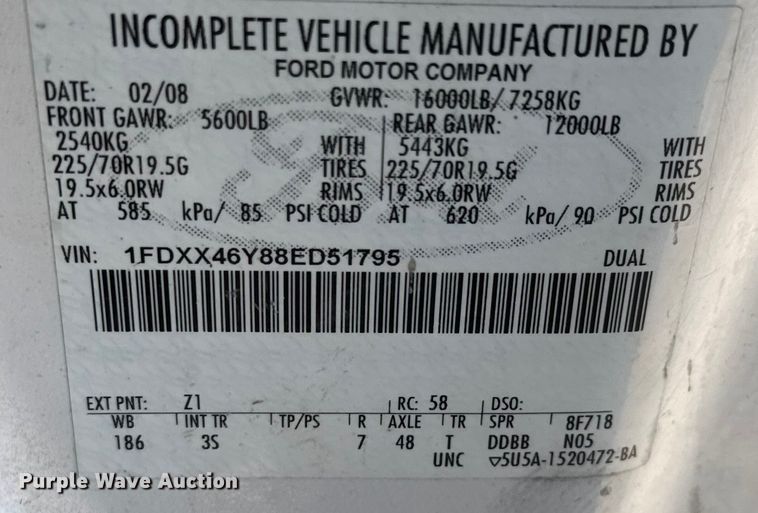 INCOMPLETE VEHICLE MANUFACTURED BY
FORD MOTOR COMPANY
DATE: 02/08 GVWR: 16000LB/ 7258KG
FRONT GAWR: 5600LB REAR GAWR: 12000LB
2540KG WITH 5443KG WITH
225/70R19.5G TIRES 225/70R19.5G TIRES
19.5x6.0RW RIMS 19.5x6.0RW RIMS
AT 585 kPa/ 85 PSI COLD AT 620 kPa/ 90 PSI COLD
VIN: 1FDXX46Y88ED51795 DUAL
EXT PNT: Z1 RC: 58 DSO:
WB INT TR TP/PS R AXLE TR SPR 8F718
186 3S 7 48 T DDBB N05
UNC ▽5U5A-1520472-BA
Purple Wave Auction